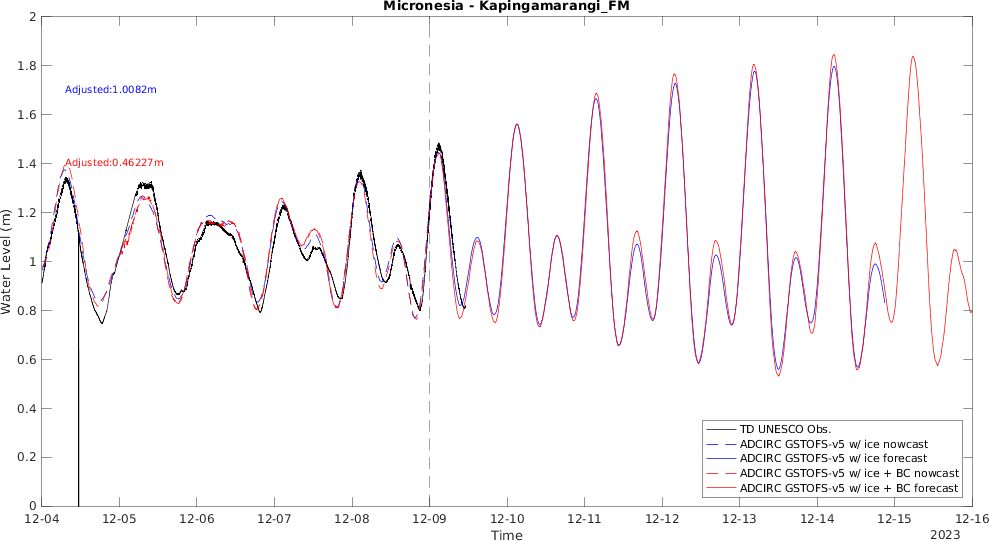 Micronesia - Kapingamarangi_FM
2
1.8
1.6
1.4
1.2
1
0.8
0.6
0.4
0.2
0
Water Level (m)
Adjusted:1.0082m
Adjusted:0.46227m
TD UNESCO Obs.
ADCIRC GSTOFS-v5 w/ ice nowcast
ADCIRC GSTOFS-v5 w/ ice forecast
ADCIRC GSTOFS-v5 w/ ice + BC nowcast
ADCIRC GSTOFS-v5 w/ ice + BC forecast
12-04 12-05 12-06 12-07 12-08 12-09 12-10 12-11 12-12 12-13 12-14 12-15 12-16
Time
2023